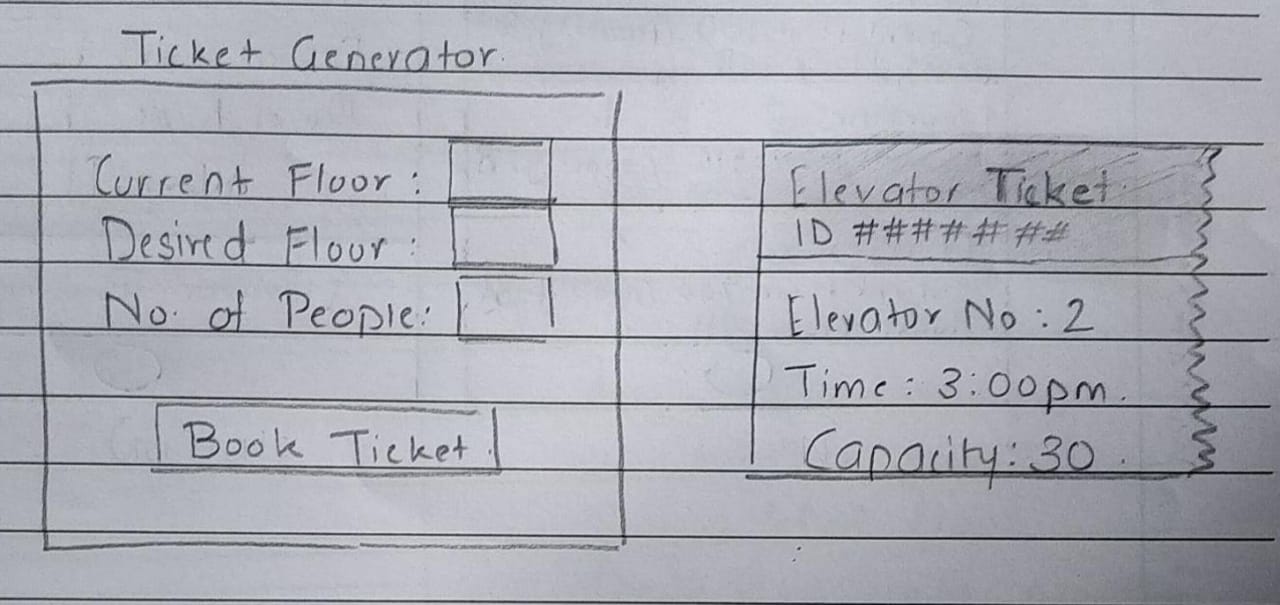 Ticket Generator.
Current Floor:
Desired Floor:
No. of People:
Book Ticket.
Elevator Ticket.
ID #######
Elevator No: 2
Time: 3:00pm.
Capacity: 30.